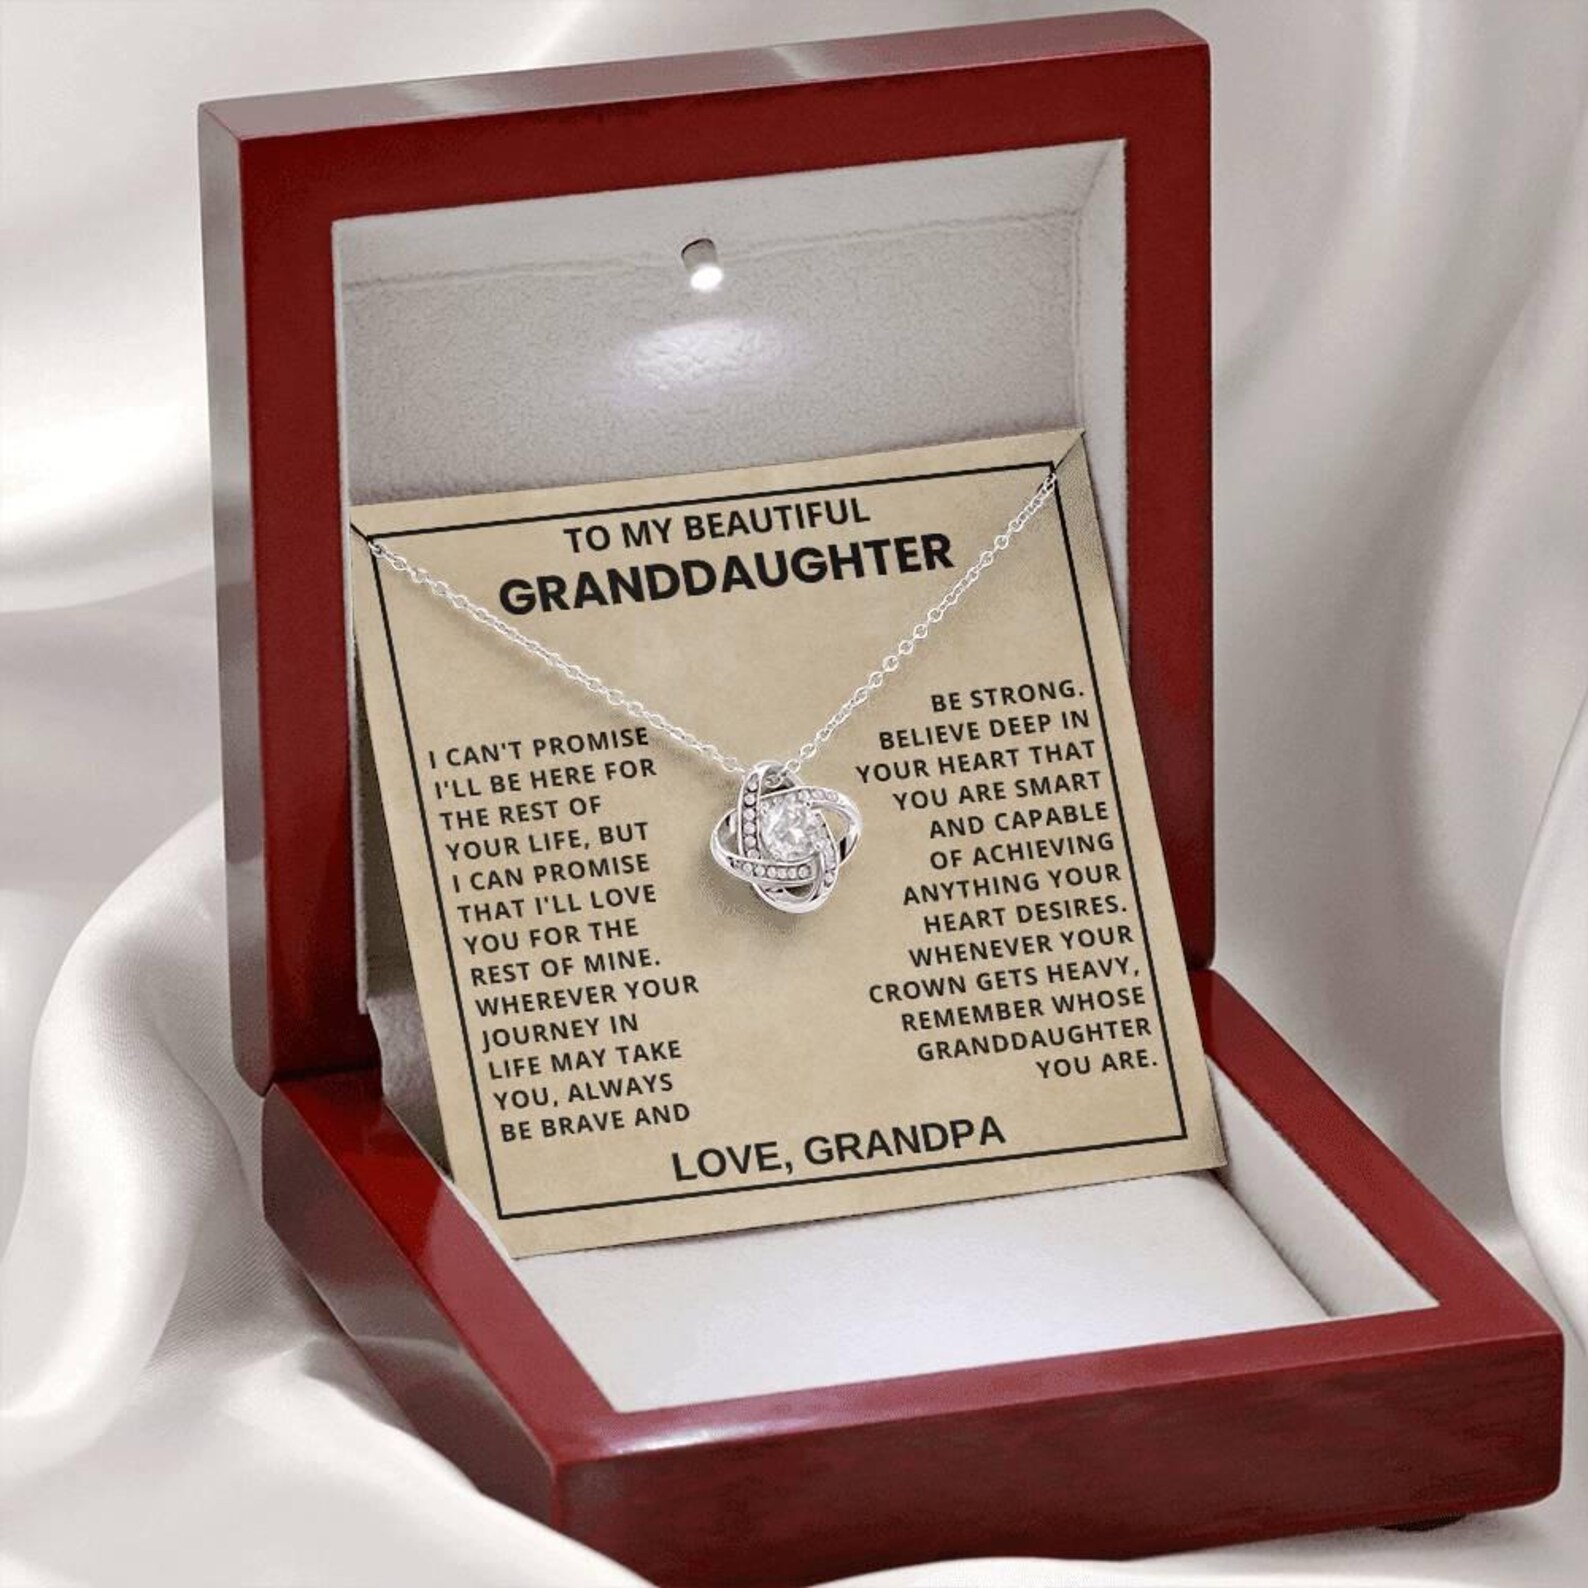 TO MY BEAUTIFUL
GRANDDAUGHTER
I CAN'T PROMISE
I'LL BE HERE FOR
THE REST OF
YOUR LIFE, BUT
I CAN PROMISE
THAT I'LL LOVE
YOU FOR THE
REST OF MINE.
WHEREVER YOUR
JOURNEY IN
LIFE MAY TAKE
YOU, ALWAYS
BE BRAVE AND
BE STRONG.
BELIEVE DEEP IN
YOUR HEART THAT
YOU ARE SMART
AND CAPABLE
OF ACHIEVING
ANYTHING YOUR
HEART DESIRES.
WHENEVER YOUR
CROWN GETS HEAVY,
REMEMBER WHOSE
GRANDDAUGHTER
YOU ARE.
LOVE, GRANDPA